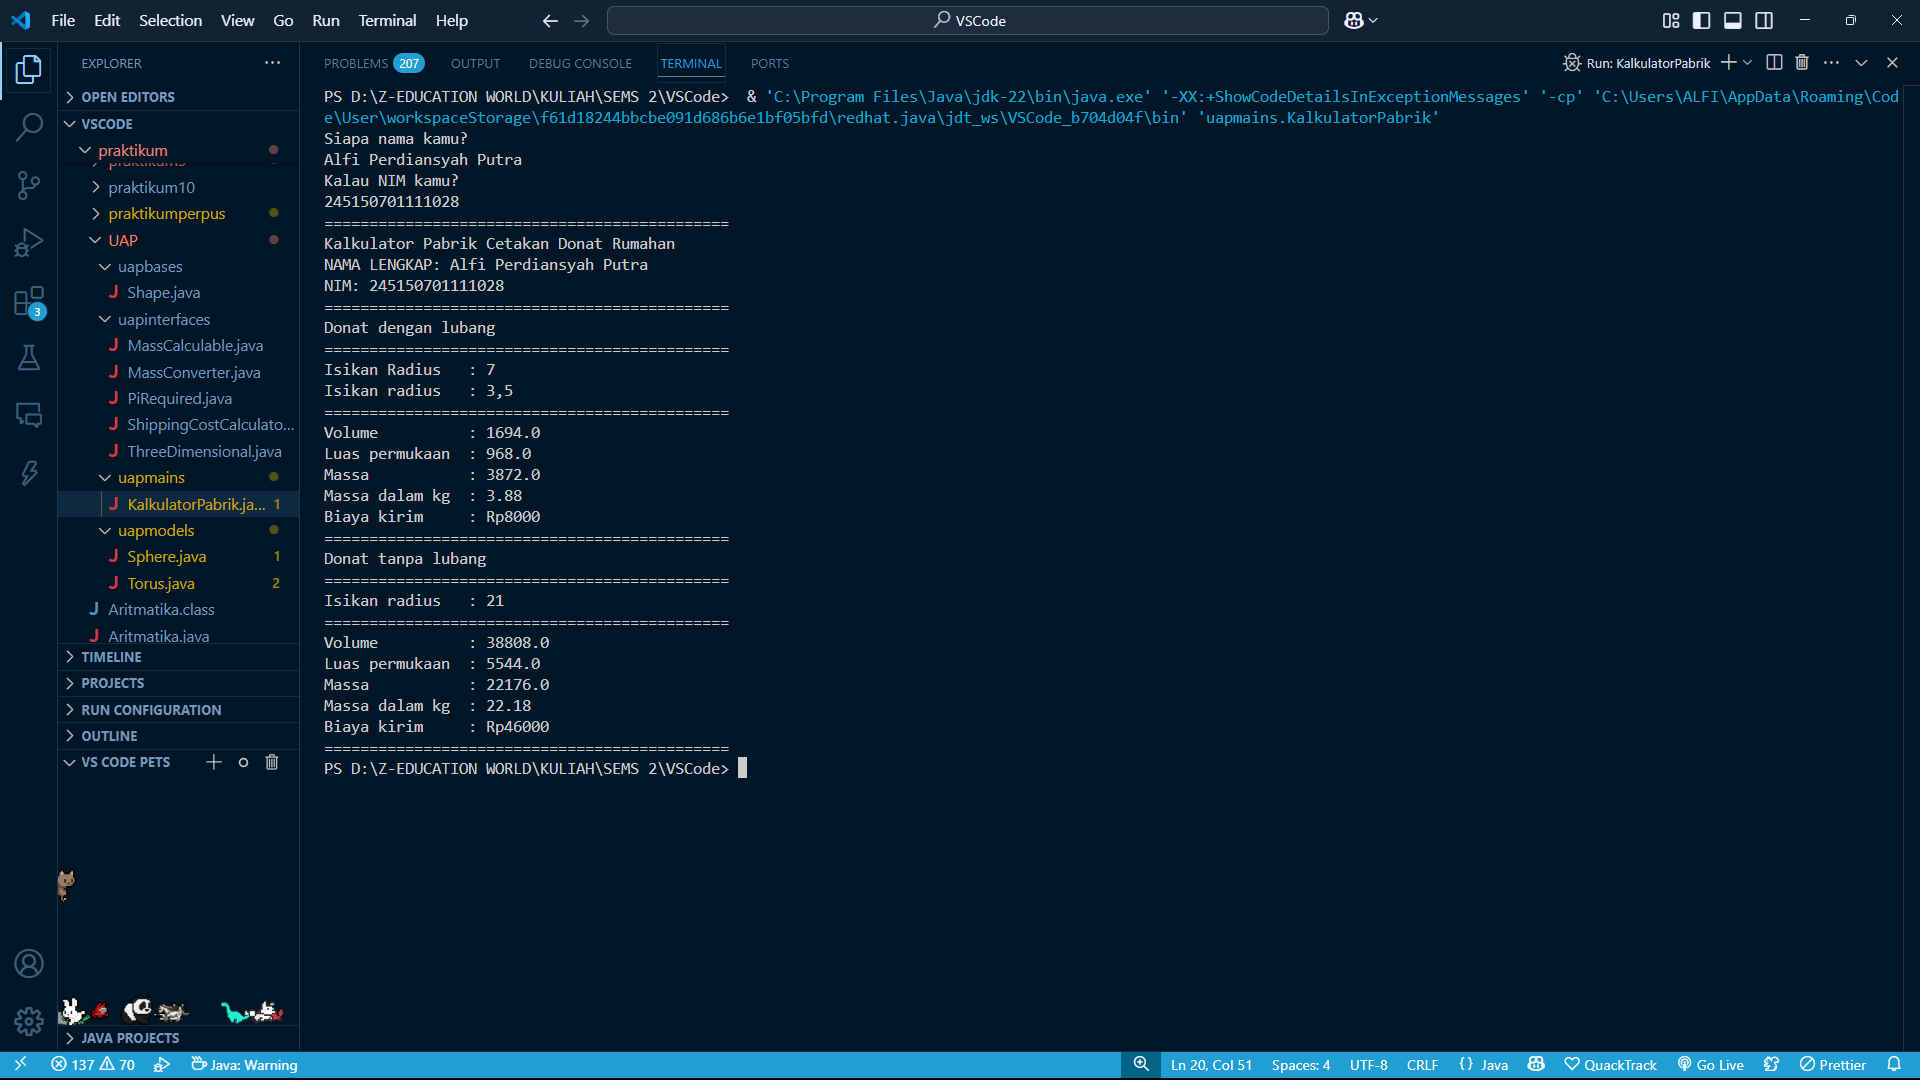 File Edit Selection View Go Run Terminal Help
VSCode
EXPLORER
OPEN EDITORS
VSCODE
praktikum
praktikum10
praktikumperpus
UAP
uapbases
J Shape.java
uapinterfaces
J MassCalculable.java
J MassConverter.java
J PiRequired.java
J ShippingCostCalculato...
J ThreeDimensional.java
uapmains
J KalkulatorPabrik.ja... 1
uapmodels
J Sphere.java 1
J Torus.java 2
J Aritmatika.class
J Aritmatika.java
TIMELINE
PROJECTS
RUN CONFIGURATION
OUTLINE
VS CODE PETS
JAVA PROJECTS
3
PROBLEMS 207 OUTPUT DEBUG CONSOLE TERMINAL PORTS
Run: KalkulatorPabrik
PS D:\Z-EDUCATION WORLD\KULIAH\SEMS 2\VSCode>  & 'C:\Program Files\Java\jdk-22\bin\java.exe' '-XX:+ShowCodeDetailsInExceptionMessages' '-cp' 'C:\Users\ALFI\AppData\Roaming\Cod
e\User\workspaceStorage\f61d18244bbcbe091d686b6e1bf05bfd\redhat.java\jdt_ws\VSCode_b704d04f\bin' 'uapmains.KalkulatorPabrik'
Siapa nama kamu?
Alfi Perdiansyah Putra
Kalau NIM kamu?
245150701111028
=============================================
Kalkulator Pabrik Cetakan Donat Rumahan
NAMA LENGKAP: Alfi Perdiansyah Putra
NIM: 245150701111028
=============================================
Donat dengan lubang
=============================================
Isikan Radius   : 7
Isikan radius   : 3,5
=============================================
Volume          : 1694.0
Luas permukaan  : 968.0
Massa           : 3872.0
Massa dalam kg  : 3.88
Biaya kirim     : Rp8000
=============================================
Donat tanpa lubang
=============================================
Isikan radius   : 21
=============================================
Volume          : 38808.0
Luas permukaan  : 5544.0
Massa           : 22176.0
Massa dalam kg  : 22.18
Biaya kirim     : Rp46000
=============================================
PS D:\Z-EDUCATION WORLD\KULIAH\SEMS 2\VSCode>
137 70 Java: Warning Ln 20, Col 51 Spaces: 4 UTF-8 CRLF {} Java QuackTrack Go Live Prettier